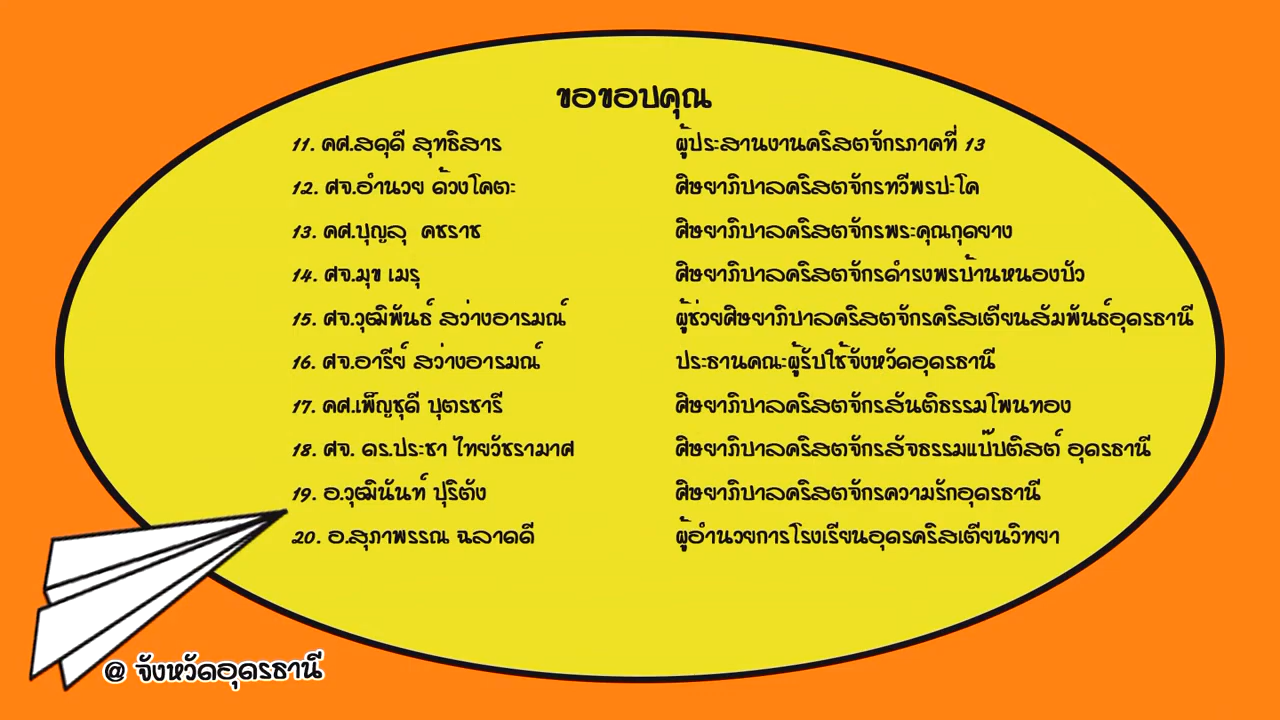 ขอขอบคุณ
11. คศ.สดุดี สุทธิสาร ผู้ประสานงานคริสตจักรภาคที่ 13
12. ศจ.อำนวย ด้วงโคตะ ศิษยาภิบาลคริสตจักรทวีพรปะโค
13. คศ.บุญลุ คชราช ศิษยาภิบาลคริสตจักรพระคุณกุดยาง
14. ศจ.มุข เมรุ ศิษยาภิบาลคริสตจักรดำรงพรบ้านหนองบัว
15. ศจ.วุฒิพันธ์ สว่างอารมณ์ ผู้ช่วยศิษยาภิบาลคริสตจักรคริสเตียนสัมพันธ์อุดรธานี
16. ศจ.อารีย์ สว่างอารมณ์ ประธานคณะผู้รับใช้จังหวัดอุดรธานี
17. คศ.เพ็ญชุดี บุตรชารี ศิษยาภิบาลคริสตจักรสันติธรรมโพนทอง
18. ศจ. ดร.ประชา ไทยวัชรามาศ ศิษยาภิบาลคริสตจักรสัจธรรมแบ๊บติสต์ อุดรธานี
19. อ.วุฒินันท์ ปุริตัง ศิษยาภิบาลคริสตจักรความรักอุดรธานี
20. อ.สุภาพรรณ ฉลาดดี ผู้อำนวยการโรงเรียนอุดรคริสเตียนวิทยา
@ จังหวัดอุดรธานี